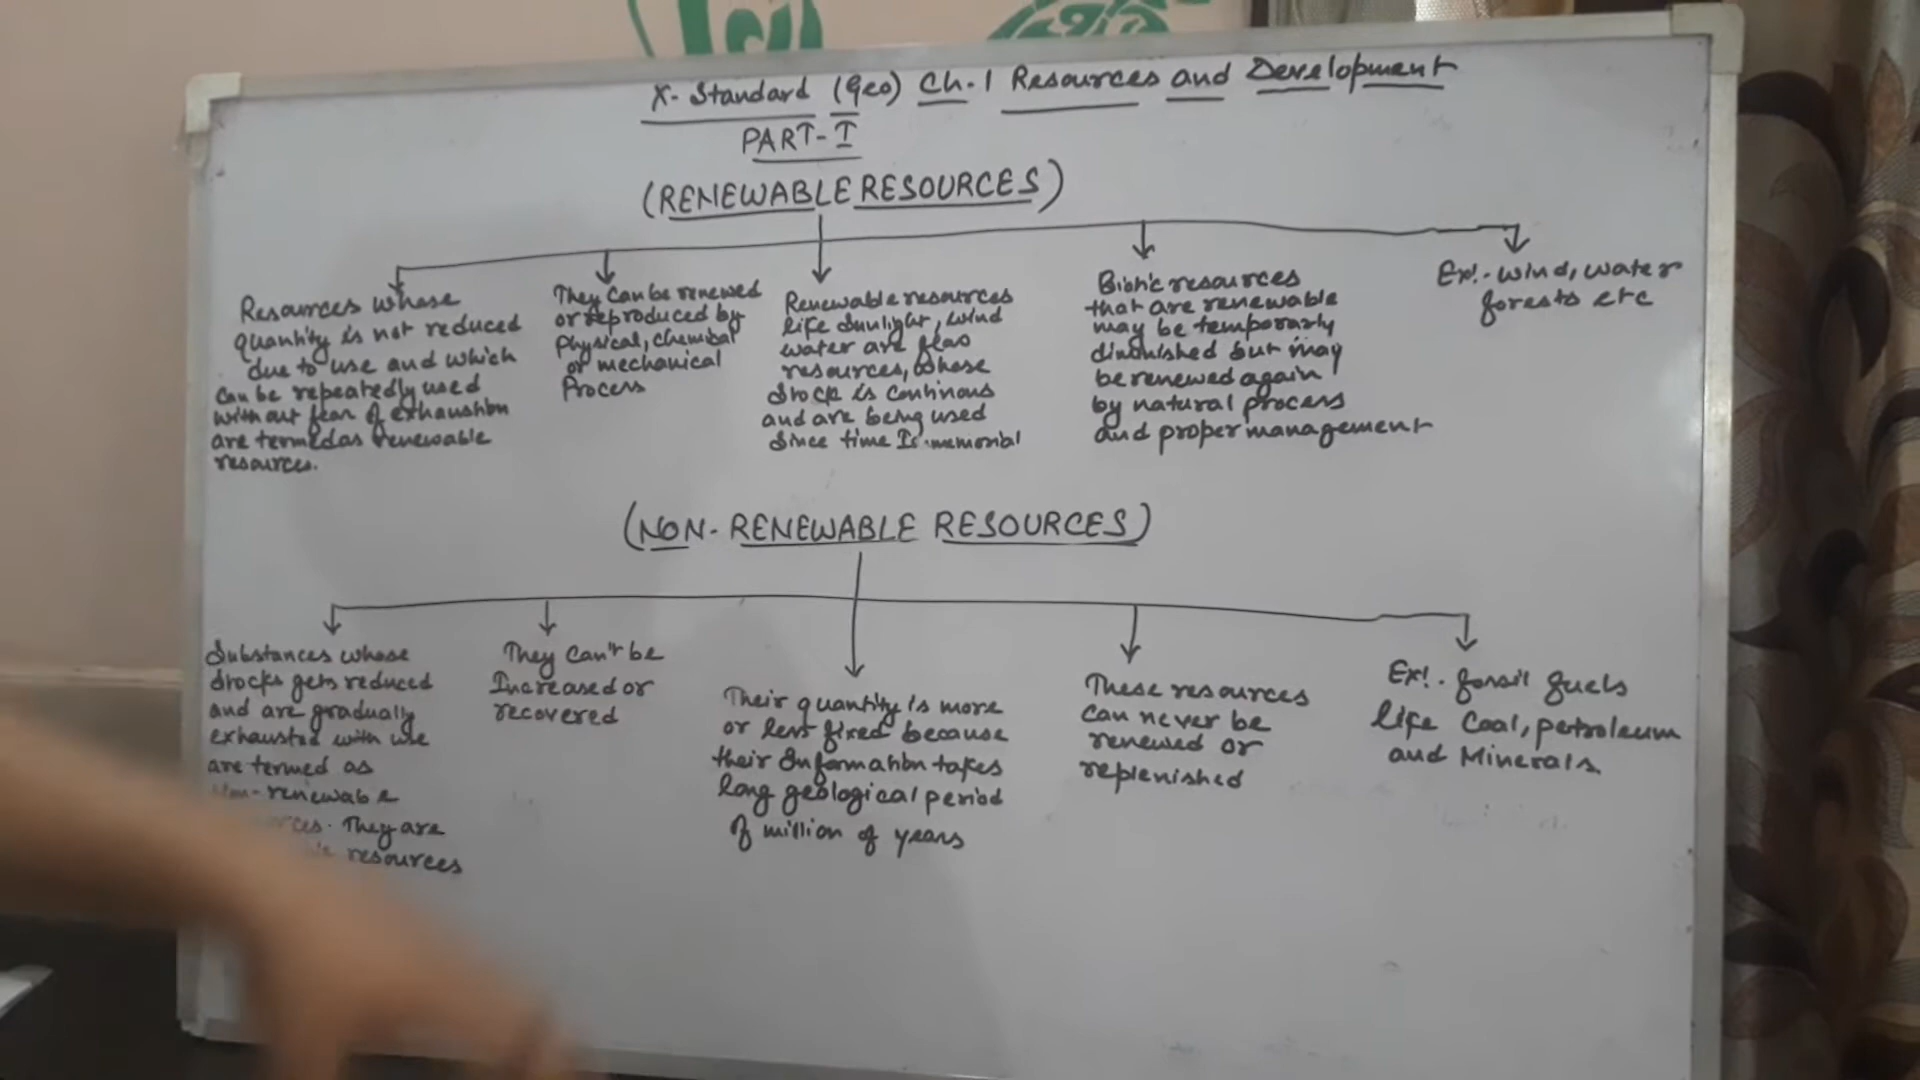 X- Standard (Geo) Ch.1 Resources and Development
PART-I
(RENEWABLE RESOURCES)
Resources whose
quantity is not reduced
due to use and which
can be repeatedly used
without fear of exhaustion
are termed as renewable
resources.
They can be renewed
or reproduced by
physical, chemical
or mechanical
Process
Renewable resources
like Sunlight, wind
water are flow
resources, whose
stock is continous
and are being used
since time Immemorial
Biotic resources
that are renewable
may be temporarly
diminished but may
be renewed again
by natural process
and proper management
Ex!- wind, water
forests etc
(NON-RENEWABLE RESOURCES)
Substances whose
stocks gets reduced
and are gradually
exhausted with use
are termed as
renewable
They are
resources
They can't be
Increased or
recovered
Their quantity is more
or less fixed because
their Information takes
long geological period
of million of years
These resources
can never be
renewed or
replenished
Ex!. fossil fuels
like Coal, petroleum
and Minerals